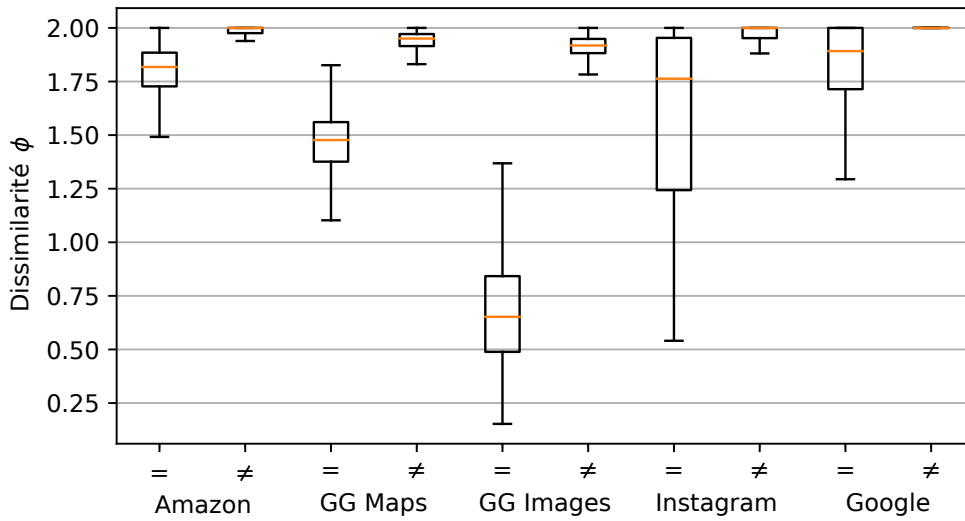 Dissimilarité ϕ
2.00
1.75
1.50
1.25
1.00
0.75
0.50
0.25
= ≠ = ≠ = ≠ = ≠ = ≠
Amazon GG Maps GG Images Instagram Google